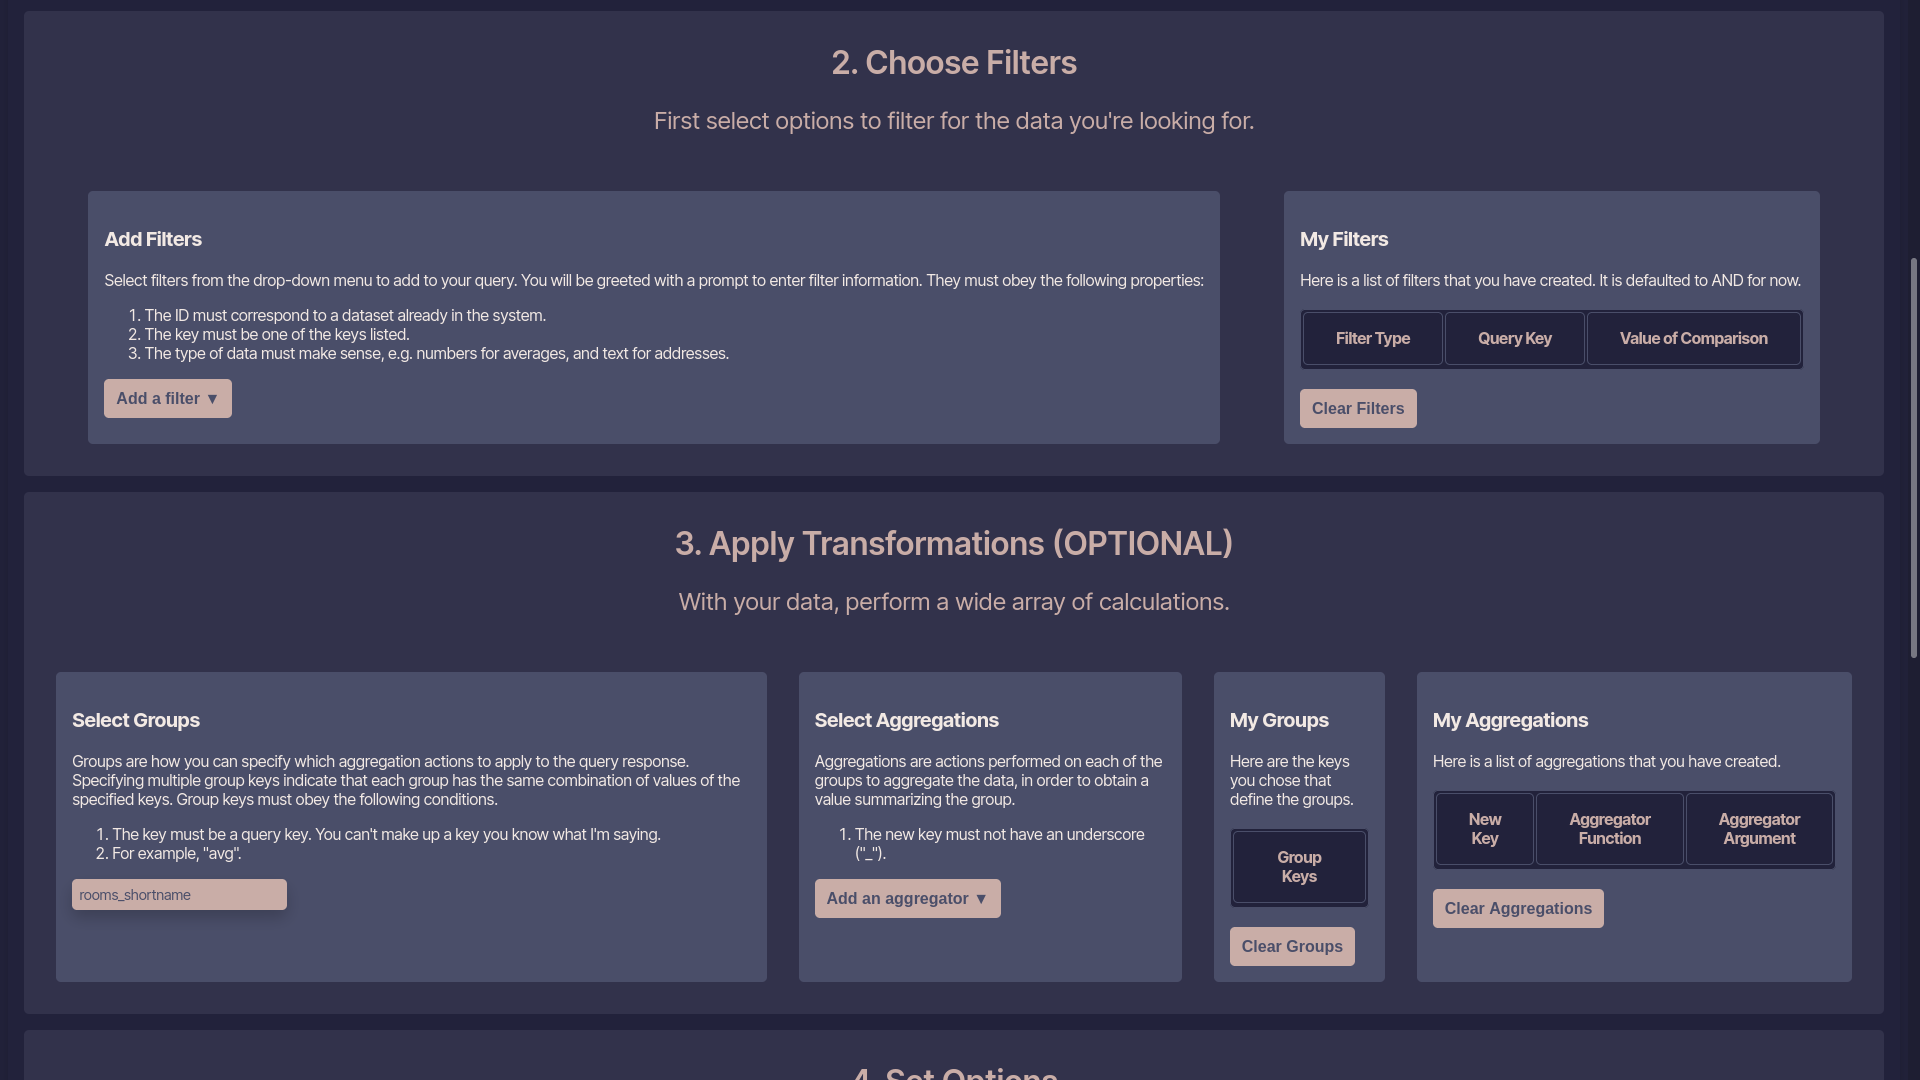 2. Choose Filters
First select options to filter for the data you're looking for.
Add Filters
Select filters from the drop-down menu to add to your query. You will be greeted with a prompt to enter filter information. They must obey the following properties:
1. The ID must correspond to a dataset already in the system.
2. The key must be one of the keys listed.
3. The type of data must make sense, e.g. numbers for averages, and text for addresses.
Add a filter ▼
My Filters
Here is a list of filters that you have created. It is defaulted to AND for now.
Filter Type Query Key Value of Comparison
Clear Filters
3. Apply Transformations (OPTIONAL)
With your data, perform a wide array of calculations.
Select Groups
Groups are how you can specify which aggregation actions to apply to the query response.
Specifying multiple group keys indicate that each group has the same combination of values of the
specified keys. Group keys must obey the following conditions.
1. The key must be a query key. You can't make up a key you know what I'm saying.
2. For example, "avg".
rooms_shortname
Select Aggregations
Aggregations are actions performed on each of the
groups to aggregate the data, in order to obtain a
value summarizing the group.
1. The new key must not have an underscore
("_").
Add an aggregator ▼
My Groups
Here are the keys
you chose that
define the groups.
Group
Keys
Clear Groups
My Aggregations
Here is a list of aggregations that you have created.
New
Key
Aggregator
Function
Aggregator
Argument
Clear Aggregations
4. Set Options